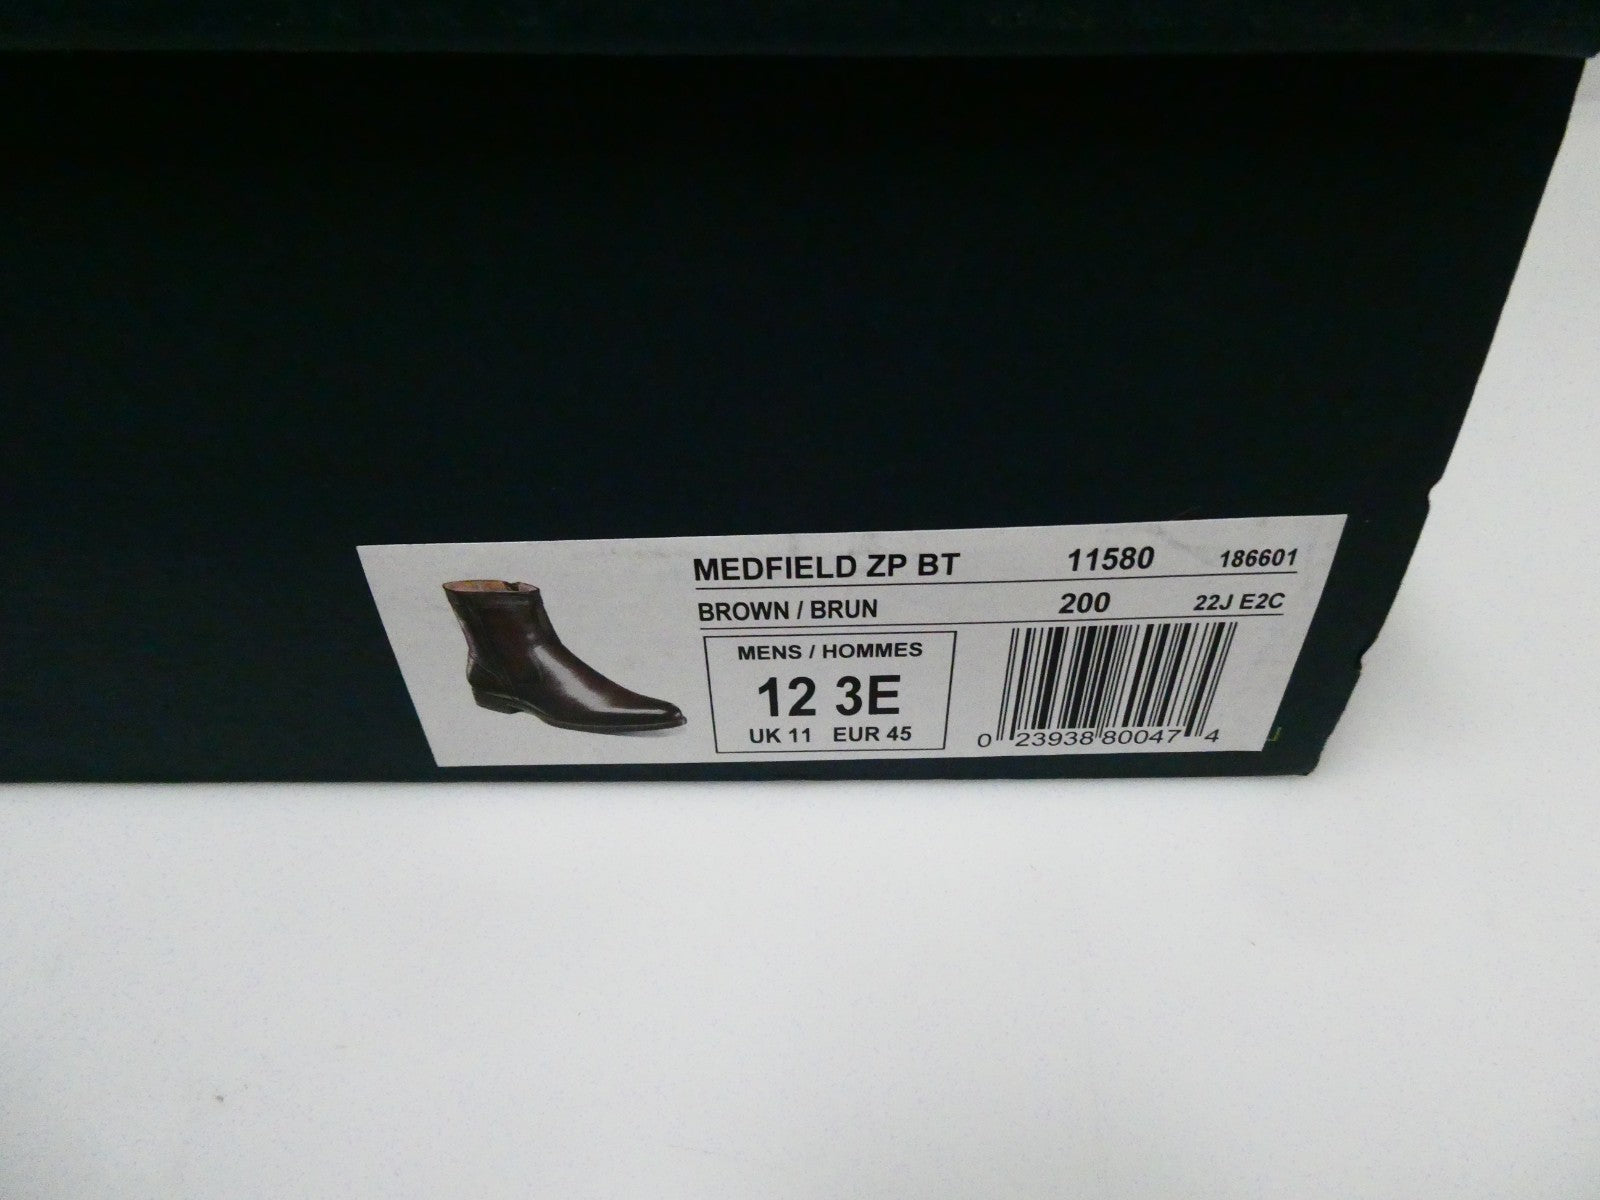 MEDFIELD ZP BT 11580 186601
BROWN / BRUN 200 22J E2C
MENS / HOMMES
12 3E
UK 11 EUR 45
0 23938 80047 4